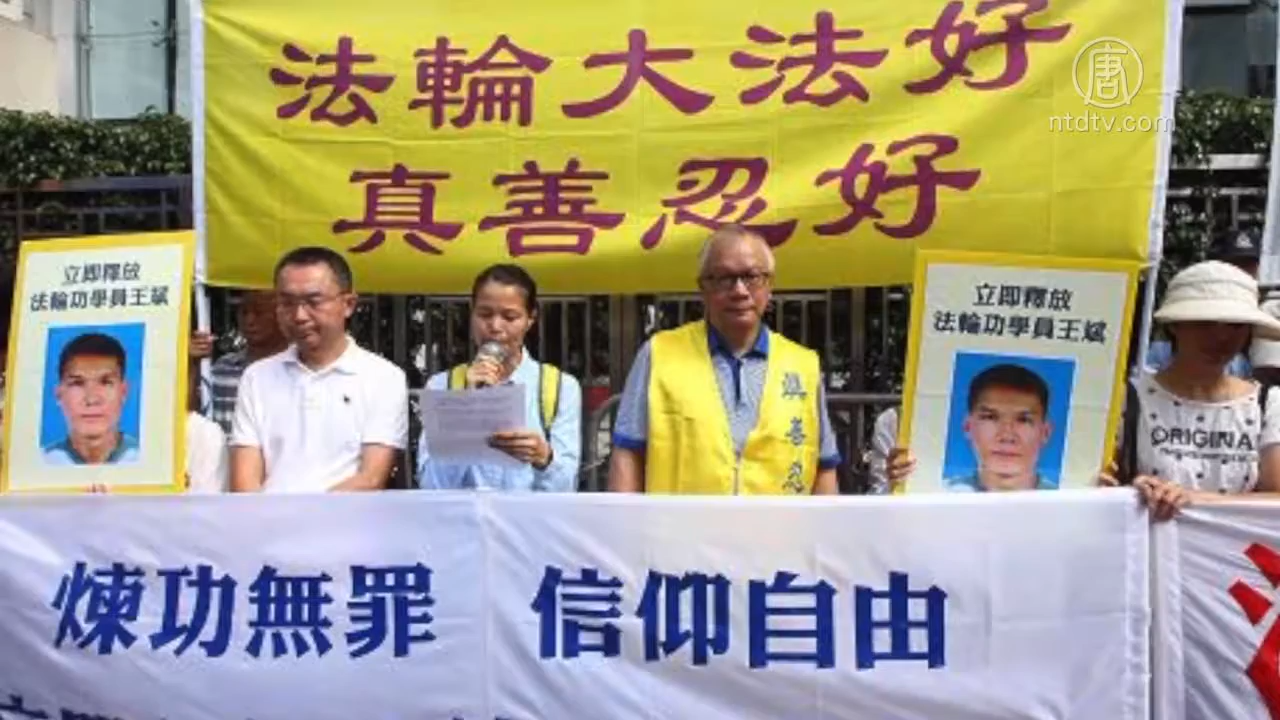 法輪大法好
真善忍好
唐
ntdtv.com
立即釋放
法輪功學員王斌
立即釋放
法輪功學員王斌
真善忍
ORIGINAL
煉功無罪 信仰自由